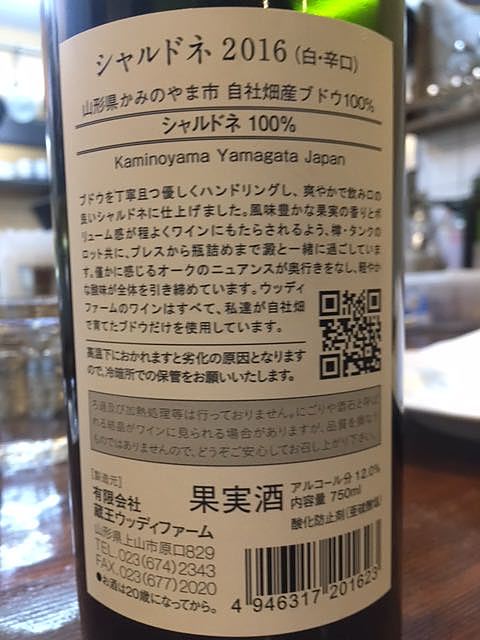 シャルドネ 2016 (白・辛口)
山形県かみのやま市 自社畑産ブドウ100%
シャルドネ 100%
Kaminoyama Yamagata Japan
ブドウを丁寧且つ優しくハンドリングし、爽やかで飲み口の
良いシャルドネに仕上げました。風味豊かな果実の香りとボ
リューム感が程よくワインにもたらされるよう、樽・タンクの
ロット共に、プレスから瓶詰めまで澱と一緒に過ごしていま
す。僅かに感じるオークのニュアンスが奥行きをなし、軽やか
な酸味が全体を引き締めています。ウッディ
ファームのワインはすべて、私達が自社畑
で育てたブドウだけを使用しています。
高温下におかれますと劣化の原因となります
ので、冷暗所での保管をお願いいたします。
ろ過及び加熱処理等は行っておりません。にごりや酒石と呼ば
れる結晶がワインに見られる場合がありますが、品質を損なう
ものではありませんので、どうぞご安心してお召し上がり下さい。
【製造元】
有限会社
蔵王ウッディファーム
山形県上山市原口829
TEL.023(674)2343
FAX.023(677)2020
●お酒は20歳になってから。
果実酒
アルコール分 12.0%
内容量 750ml
酸化防止剤(亜硫酸塩)
4 946317 201623